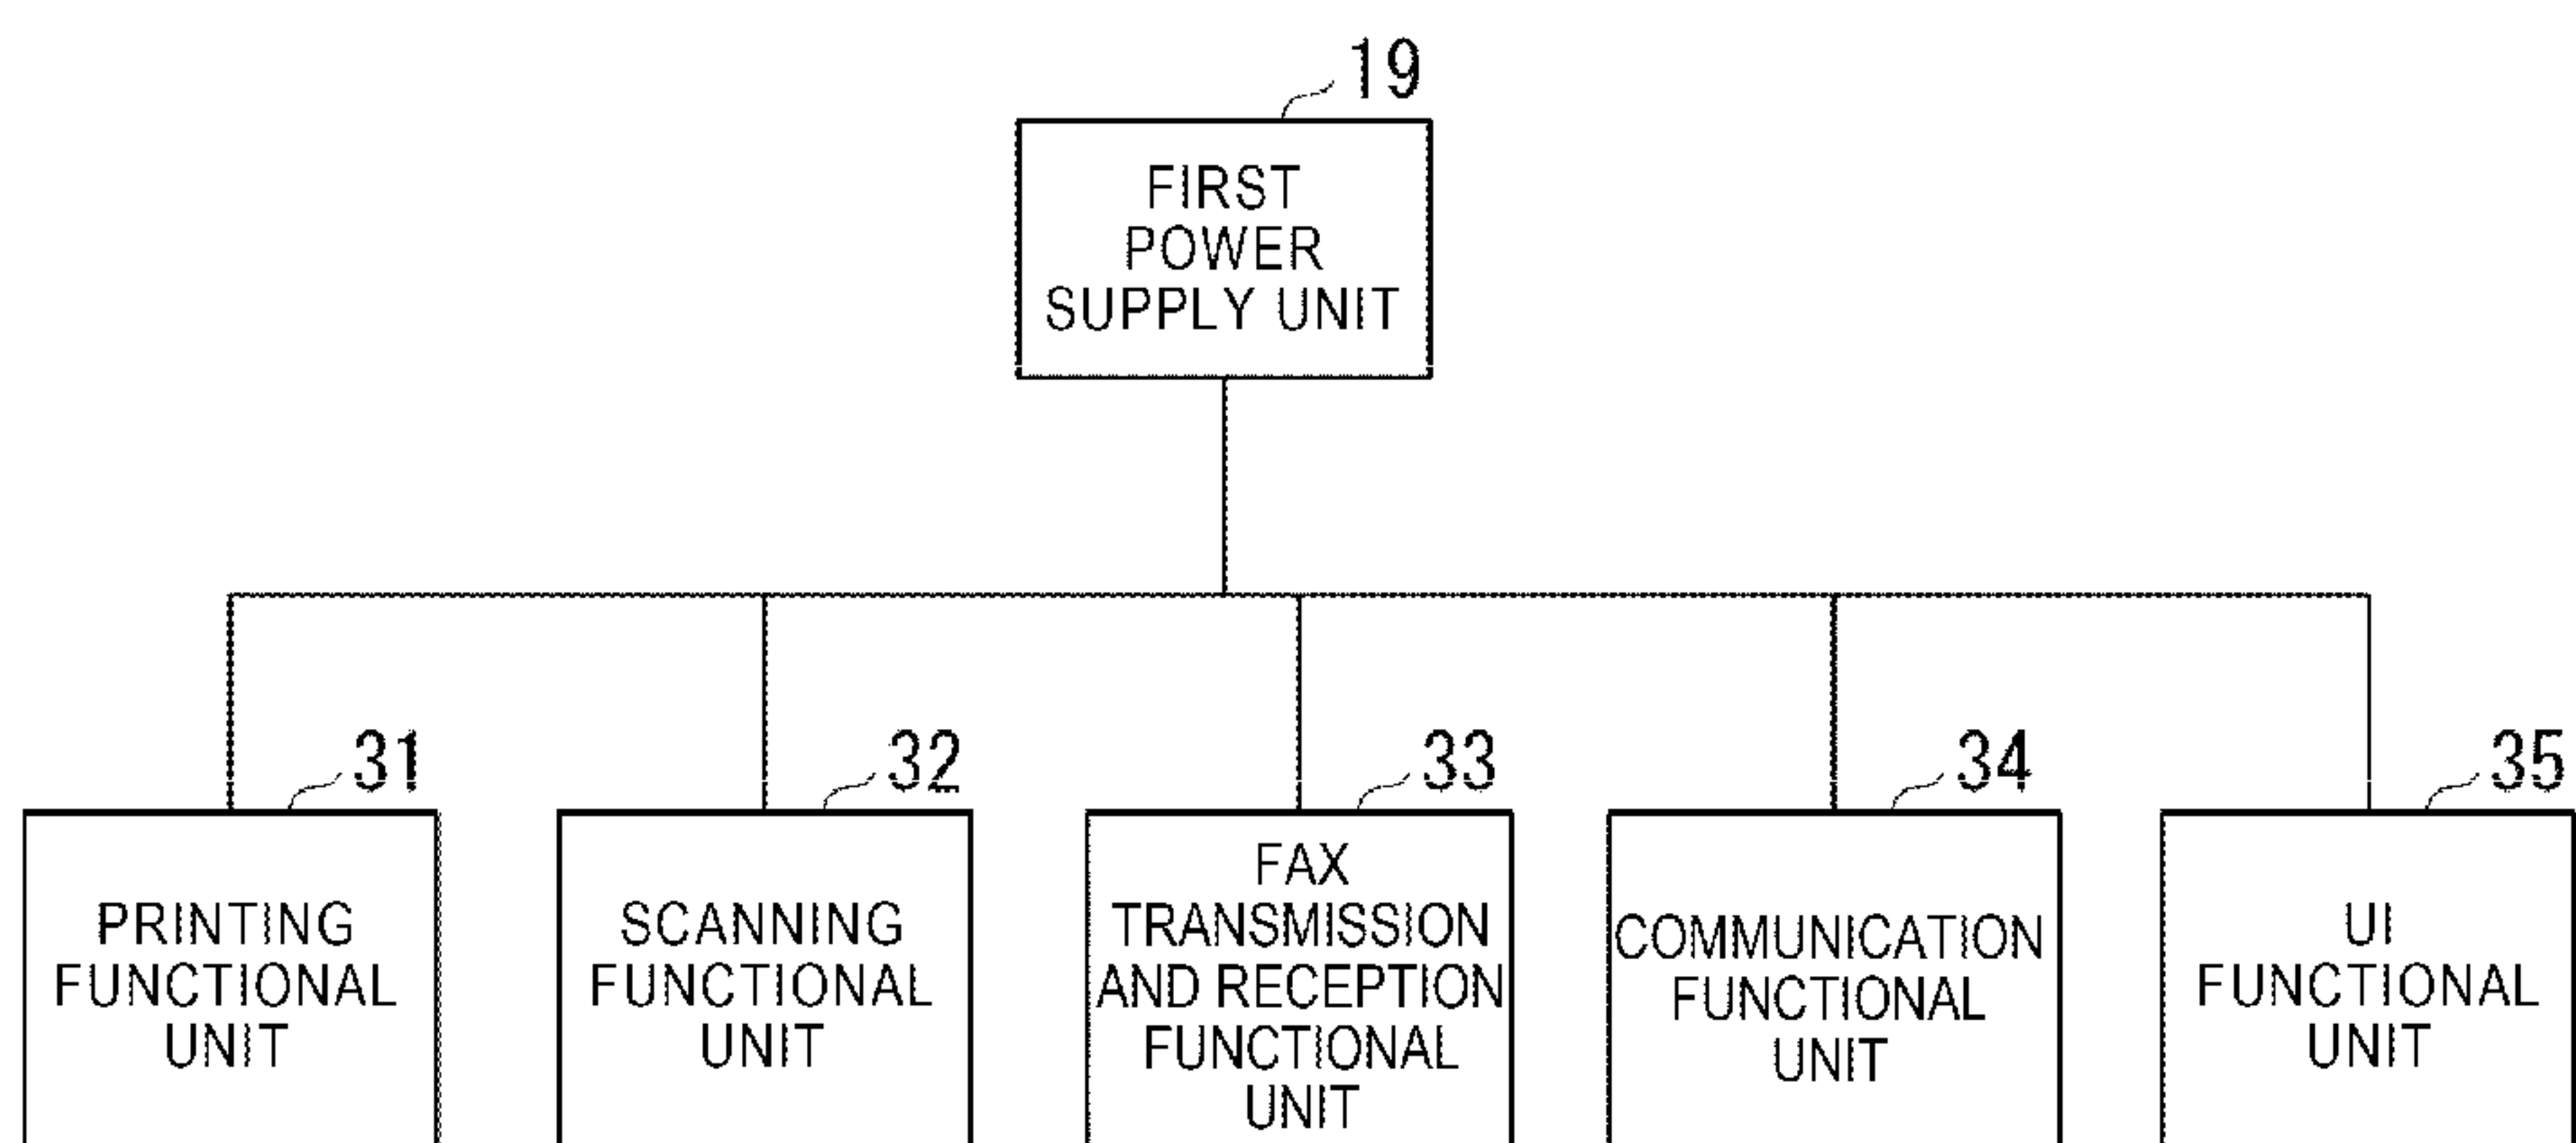 19
FIRST
POWER
SUPPLY UNIT
31
32
33
34
35
PRINTING
FUNCTIONAL
UNIT
SCANNING
FUNCTIONAL
UNIT
FAX
TRANSMISSION
AND RECEPTION
FUNCTIONAL
UNIT
COMMUNICATION
FUNCTIONAL
UNIT
UI
FUNCTIONAL
UNIT